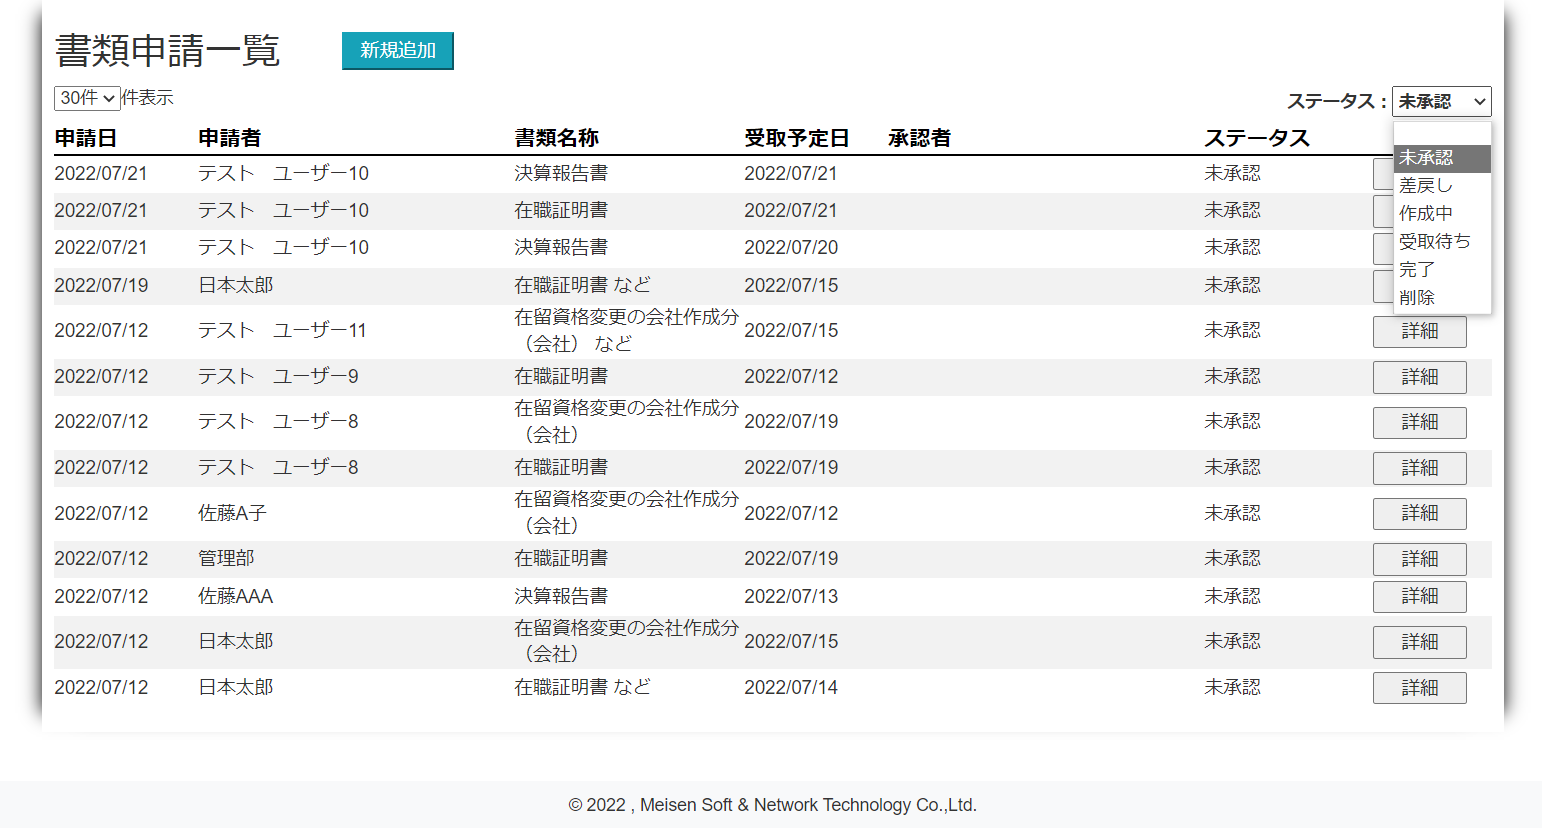 書類申請一覧 新規追加
30件 件表示 ステータス : 未承認
申請日 申請者 書類名称 受取予定日 承認者 ステータス
未承認
差戻し
作成中
受取待ち
完了
削除
2022/07/21 テスト　ユーザー10 決算報告書 2022/07/21 未承認
2022/07/21 テスト　ユーザー10 在職証明書 2022/07/21 未承認
2022/07/21 テスト　ユーザー10 決算報告書 2022/07/20 未承認
2022/07/19 日本太郎 在職証明書 など 2022/07/15 未承認
2022/07/12 テスト　ユーザー11 在留資格変更の会社作成分 2022/07/15 未承認 詳細
（会社） など
2022/07/12 テスト　ユーザー9 在職証明書 2022/07/12 未承認 詳細
2022/07/12 テスト　ユーザー8 在留資格変更の会社作成分 2022/07/19 未承認 詳細
（会社）
2022/07/12 テスト　ユーザー8 在職証明書 2022/07/19 未承認 詳細
2022/07/12 佐藤A子 在留資格変更の会社作成分 2022/07/12 未承認 詳細
（会社）
2022/07/12 管理部 在職証明書 2022/07/19 未承認 詳細
2022/07/12 佐藤AAA 決算報告書 2022/07/13 未承認 詳細
2022/07/12 日本太郎 在留資格変更の会社作成分 2022/07/15 未承認 詳細
（会社）
2022/07/12 日本太郎 在職証明書 など 2022/07/14 未承認 詳細
© 2022 , Meisen Soft & Network Technology Co.,Ltd.